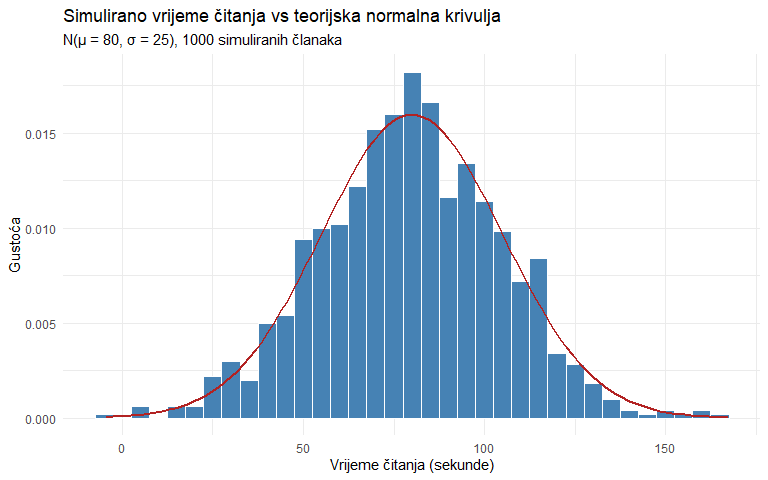 Simulirano vrijeme čitanja vs teorijska normalna krivulja
N(μ = 80, σ = 25), 1000 simuliranih članaka
Gustoća
0.015
0.010
0.005
0.000
0
50
100
150
Vrijeme čitanja (sekunde)